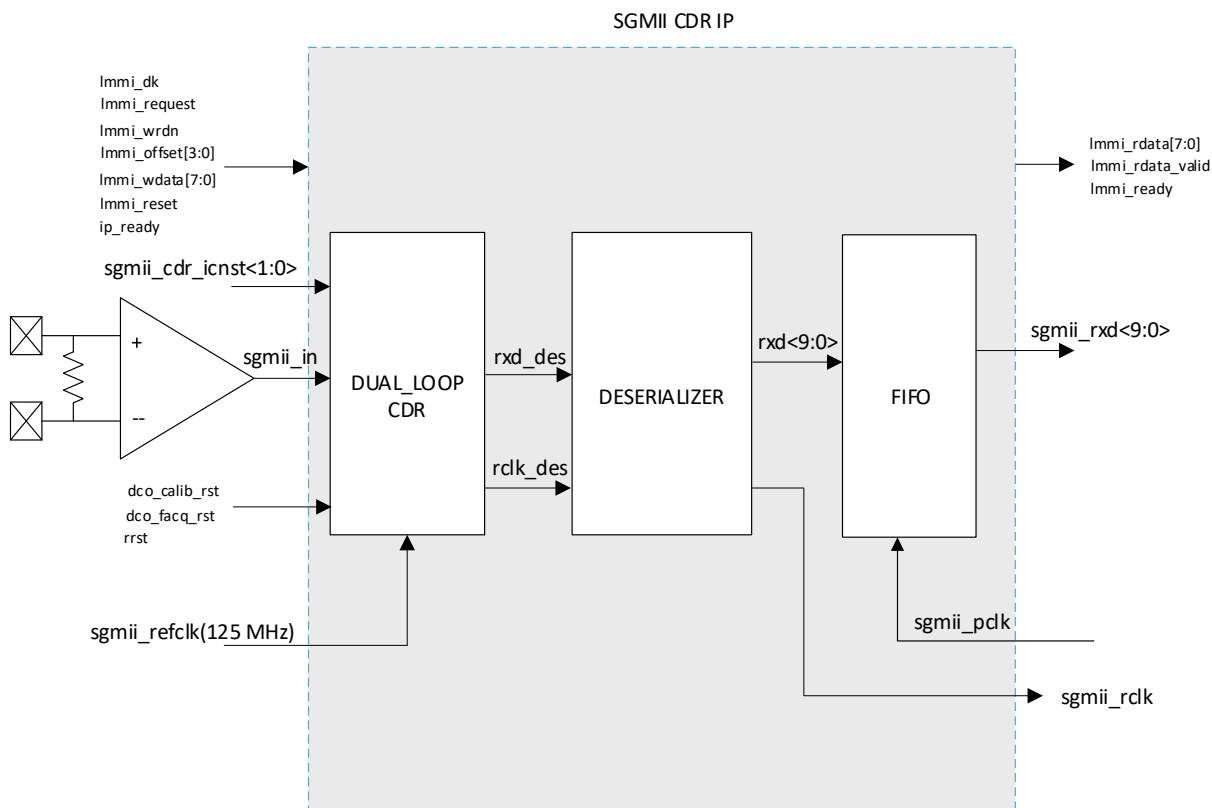 SGMII CDR IP
lmmi_dk
lmmi_request
lmmi_wrdn
lmmi_offset[3:0]
lmmi_wdata[7:0]
lmmi_reset
ip_ready
lmmi_rdata[7:0]
lmmi_rdata_valid
lmmi_ready
sgmii_cdr_icnst<1:0>
+
--
sgmii_in
DUAL_LOOP
CDR
rxd_des
rclk_des
DESERIALIZER
rxd<9:0>
FIFO
sgmii_rxd<9:0>
dco_calib_rst
dco_facq_rst
rrst
sgmii_refclk(125 MHz)
sgmii_pclk
sgmii_rclk